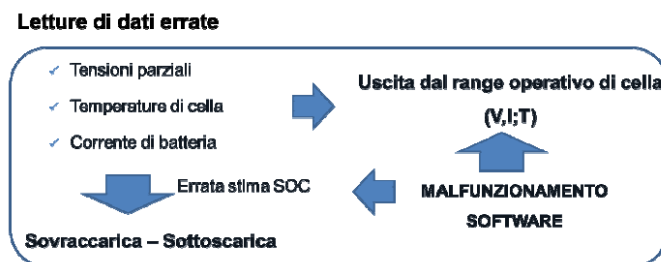 Letture di dati errate
✓ Tensioni parziali
✓ Temperature di cella
✓ Corrente di batteria
Uscita dal range operativo di cella
(V,I;T)
Errata stima SOC
MALFUNZIONAMENTO
SOFTWARE
Sovraccarica – Sottoscarica